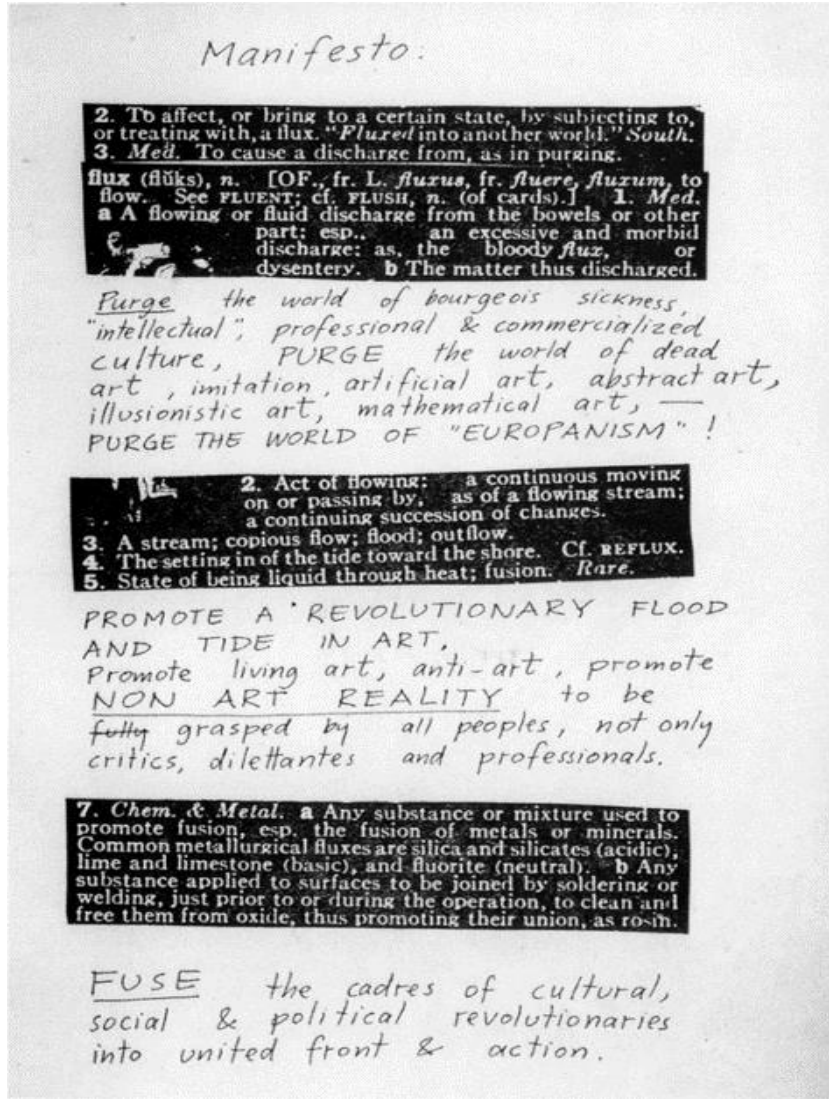 Manifesto:
2. To affect, or bring to a certain state, by subjecting to,
or treating with, a flux. "Fluxed into another world." South.
3. Med. To cause a discharge from, as in purging.
flux (flŭks), n. [OF., fr. L. fluxus, fr. fluere, fluxum, to
flow. See FLUENT; cf. FLUSH, n. (of cards).] 1. Med.
a A flowing or fluid discharge from the bowels or other
part; esp., an excessive and morbid
discharge: as, the bloody flux, or
dysentery. b The matter thus discharged.
Purge the world of bourgeois sickness,
"intellectual", professional & commercialized
culture, PURGE the world of dead
art, imitation, artificial art, abstract art,
illusionistic art, mathematical art, —
PURGE THE WORLD OF "EUROPANISM"!
2. Act of flowing: a continuous moving
on or passing by, as of a flowing stream;
a continuing succession of changes.
3. A stream; copious flow; flood; outflow.
4. The setting in of the tide toward the shore. Cf. REFLUX.
5. State of being liquid through heat; fusion. Rare.
PROMOTE A REVOLUTIONARY FLOOD
AND TIDE IN ART,
Promote living art, anti-art, promote
NON ART REALITY to be
fully grasped by all peoples, not only
critics, dilettantes and professionals.
7. Chem. & Metal. a Any substance or mixture used to
promote fusion, esp. the fusion of metals or minerals.
Common metallurgical fluxes are silica and silicates (acidic),
lime and limestone (basic), and fluorite (neutral). b Any
substance applied to surfaces to be joined by soldering or
welding, just prior to or during the operation, to clean and
free them from oxide, thus promoting their union, as rosin.
FUSE the cadres of cultural,
social & political revolutionaries
into united front & action.